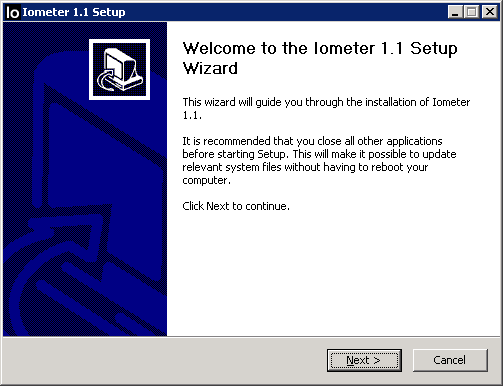 Io Iometer 1.1 Setup
Welcome to the Iometer 1.1 Setup
Wizard
This wizard will guide you through the installation of Iometer
1.1.
It is recommended that you close all other applications
before starting Setup. This will make it possible to update
relevant system files without having to reboot your
computer.
Click Next to continue.
Next >
Cancel